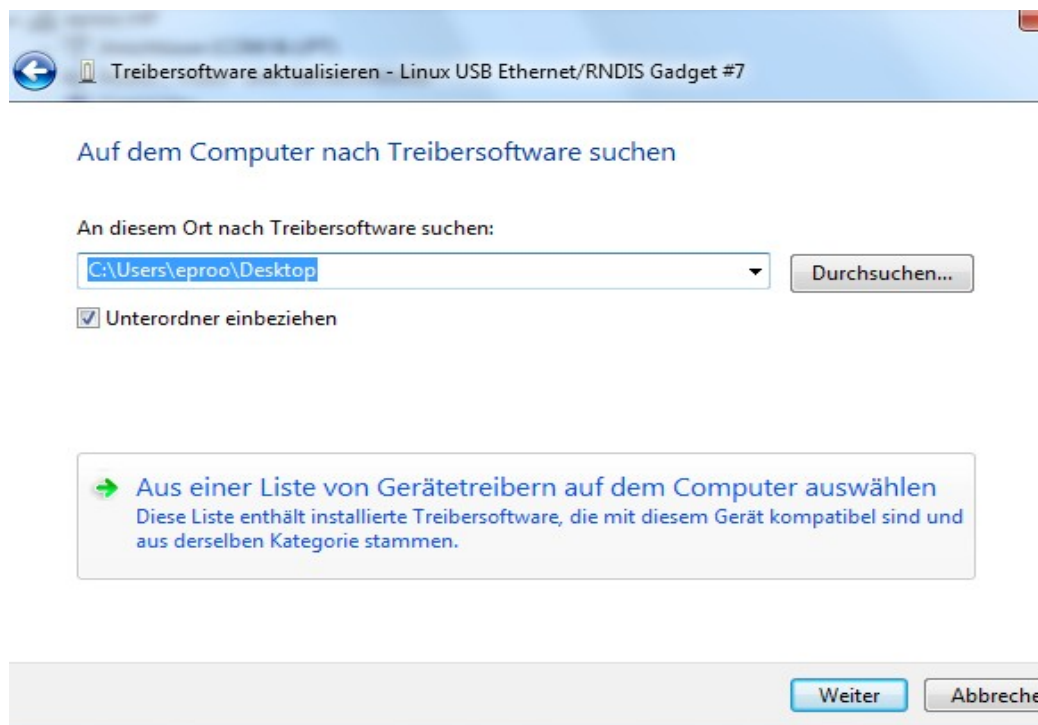 Treibersoftware aktualisieren - Linux USB Ethernet/RNDIS Gadget #7
Auf dem Computer nach Treibersoftware suchen
An diesem Ort nach Treibersoftware suchen:
C:\Users\eproo\Desktop
Durchsuchen...
Unterordner einbeziehen
Aus einer Liste von Gerätetreibern auf dem Computer auswählen
Diese Liste enthält installierte Treibersoftware, die mit diesem Gerät kompatibel sind und
aus derselben Kategorie stammen.
Weiter
Abbreche